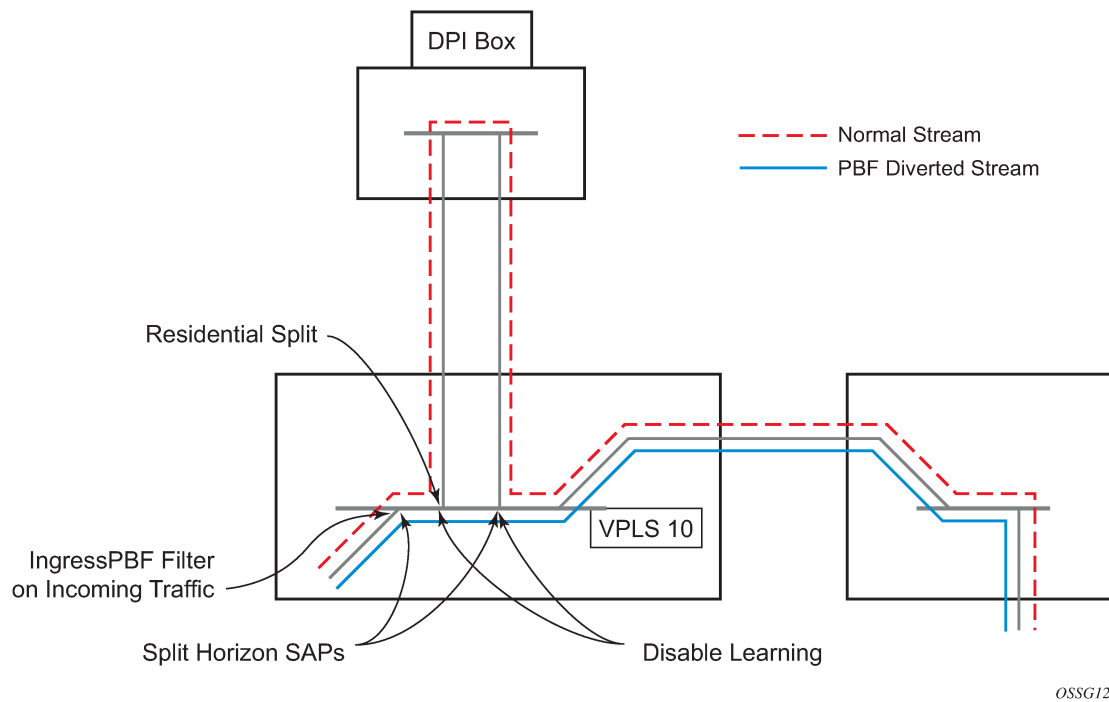 DPI Box
Normal Stream
PBF Diverted Stream
Residential Split
VPLS 10
IngressPBF Filter
on Incoming Traffic
Split Horizon SAPs
Disable Learning
OSSG12